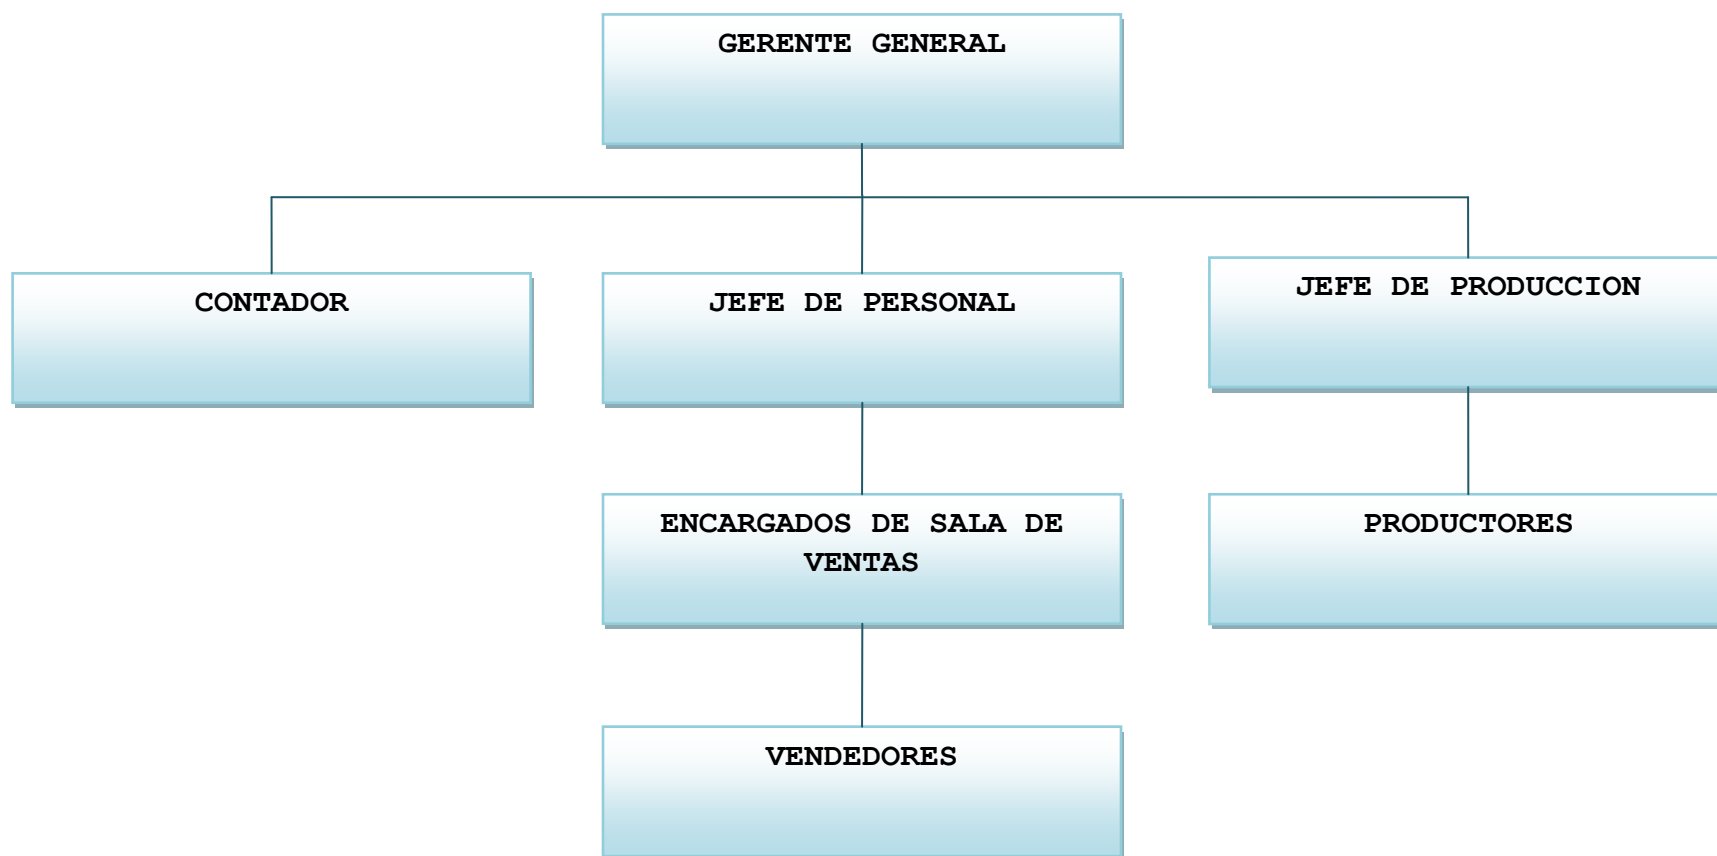 GERENTE GENERAL
CONTADOR
JEFE DE PERSONAL
JEFE DE PRODUCCION
ENCARGADOS DE SALA DE
VENTAS
PRODUCTORES
VENDEDORES